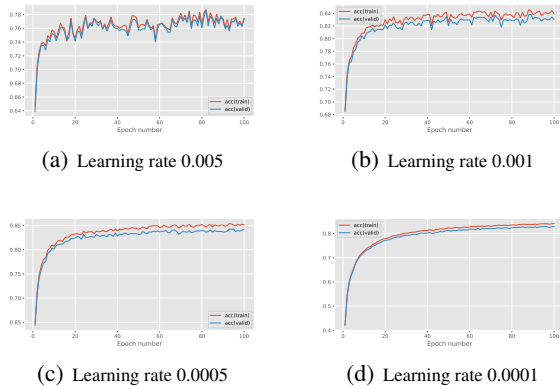 0.78
0.76
0.74
0.72
0.70
0.68
0.66
0.64
0 20 40 60 80 100
Epoch number
acc(train)
acc(valid)
(a) Learning rate 0.005
0.84
0.82
0.80
0.78
0.76
0.74
0.72
0.70
0.68
0 20 40 60 80 100
Epoch number
acc(train)
acc(valid)
(b) Learning rate 0.001
0.85
0.80
0.75
0.70
0.65
0 20 40 60 80 100
Epoch number
acc(train)
acc(valid)
(c) Learning rate 0.0005
0.8
0.7
0.6
0.5
0.4
0 20 40 60 80 100
Epoch number
acc(train)
acc(valid)
(d) Learning rate 0.0001